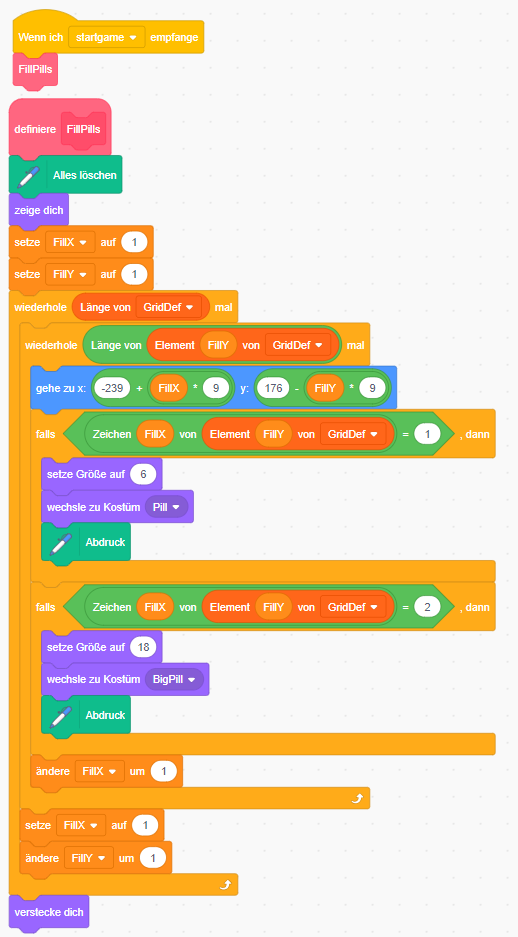 Wenn ich startgame empfange
FillPills
definiere FillPills
Alles löschen
zeige dich
setze FillX auf 1
setze FillY auf 1
wiederhole Länge von GridDef mal
wiederhole Länge von Element FillY von GridDef mal
gehe zu x: -239 + FillX * 9 y: 176 - FillY * 9
falls Zeichen FillX von Element FillY von GridDef = 1 , dann
setze Größe auf 6
wechsle zu Kostüm Pill
Abdruck
falls Zeichen FillX von Element FillY von GridDef = 2 , dann
setze Größe auf 18
wechsle zu Kostüm BigPill
Abdruck
ändere FillX um 1
setze FillX auf 1
ändere FillY um 1
verstecke dich